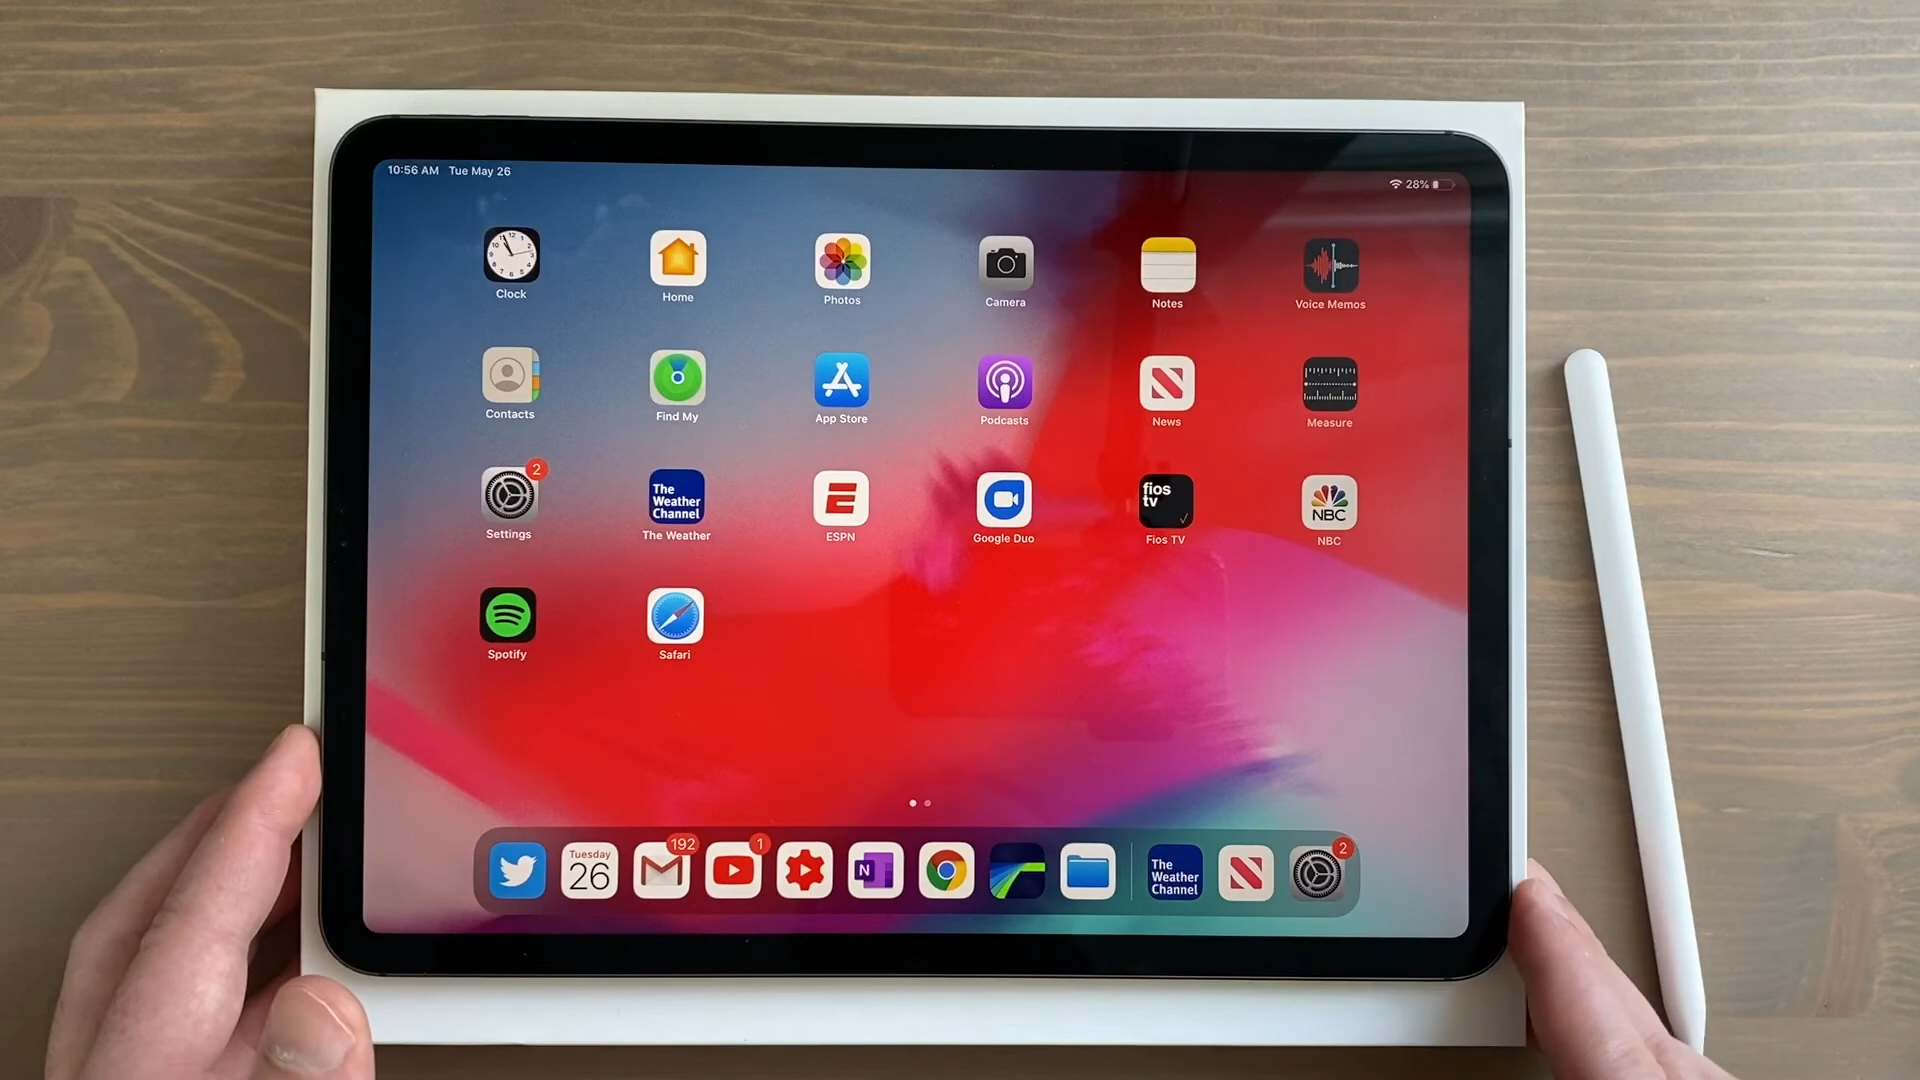 10:56 AM Tue May 26
28%
Clock
Home
Photos
Camera
Notes
Voice Memos
Contacts
Find My
App Store
Podcasts
News
Measure
2
The
Weather
Channel
fios
tv
NBC
Settings
The Weather
ESPN
Google Duo
Fios TV
NBC
Spotify
Safari
Tuesday
26
192
1
N
The
Weather
Channel
2